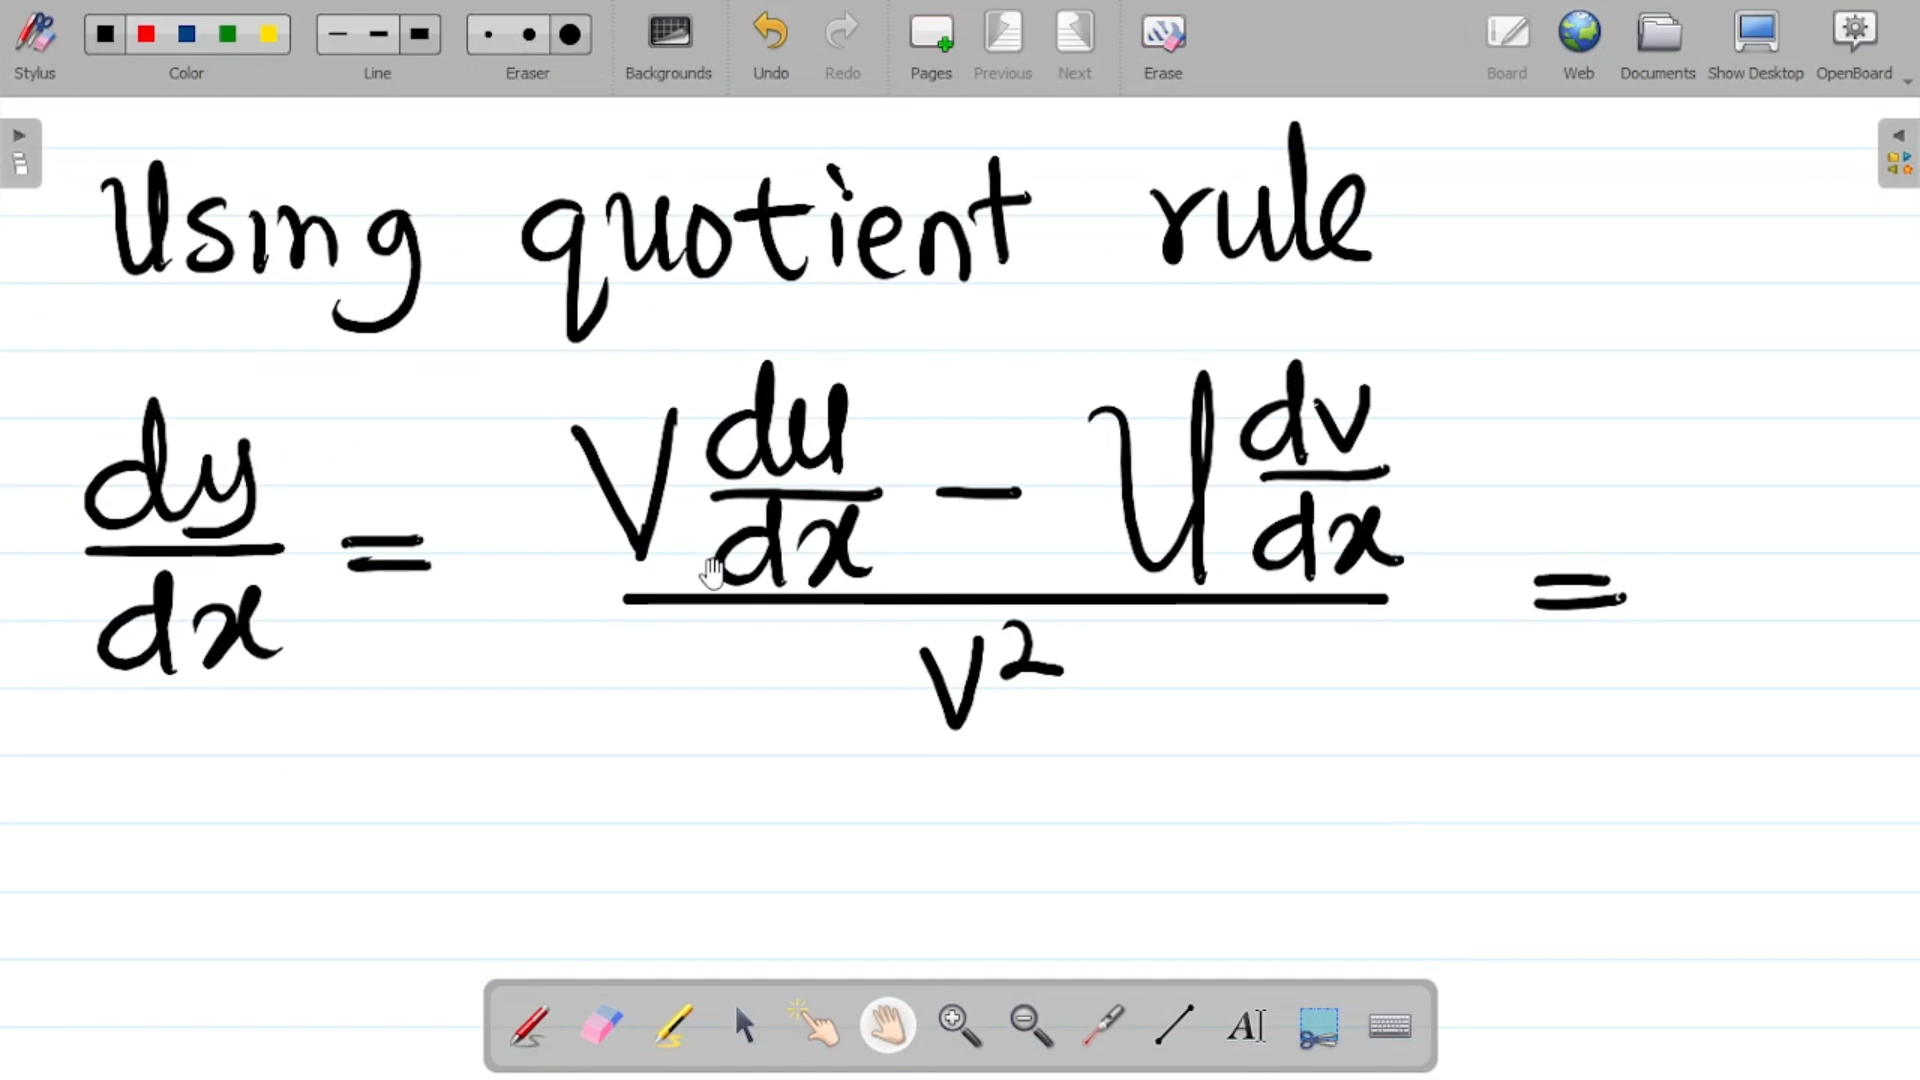 Stylus Color Line Eraser Backgrounds Undo Redo Pages Previous Next Erase Board Web Documents Show Desktop OpenBoard
Using quotient rule
dy/dx = (V du/dx - U dv/dx)/V² =